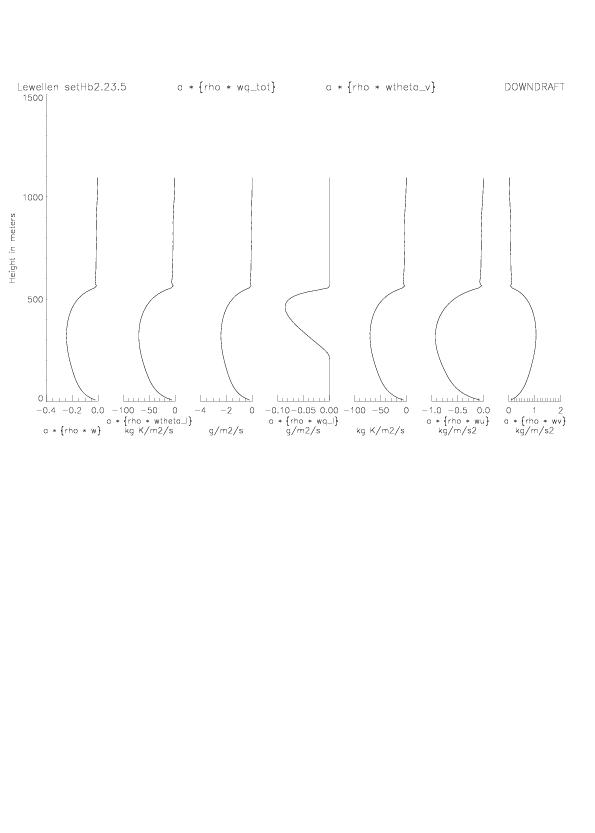 Lewellen setHb2.23.5 a * {rho * wq_tot} a * {rho * wtheta_v} DOWNDRAFT
1500
1000
Height in meters
500
0
-0.4 -0.2 0.0 -100 -50 0 -4 -2 0 -0.10 -0.05 0.00 -100 -50 0 -1.0 -0.5 0.0 0 1 2
a * {rho * wtheta_l} a * {rho * wq_l} a * {rho * wu} a * {rho * wv}
a * {rho * w} kg K/m2/s g/m2/s g/m2/s kg K/m2/s kg/m/s2 kg/m/s2